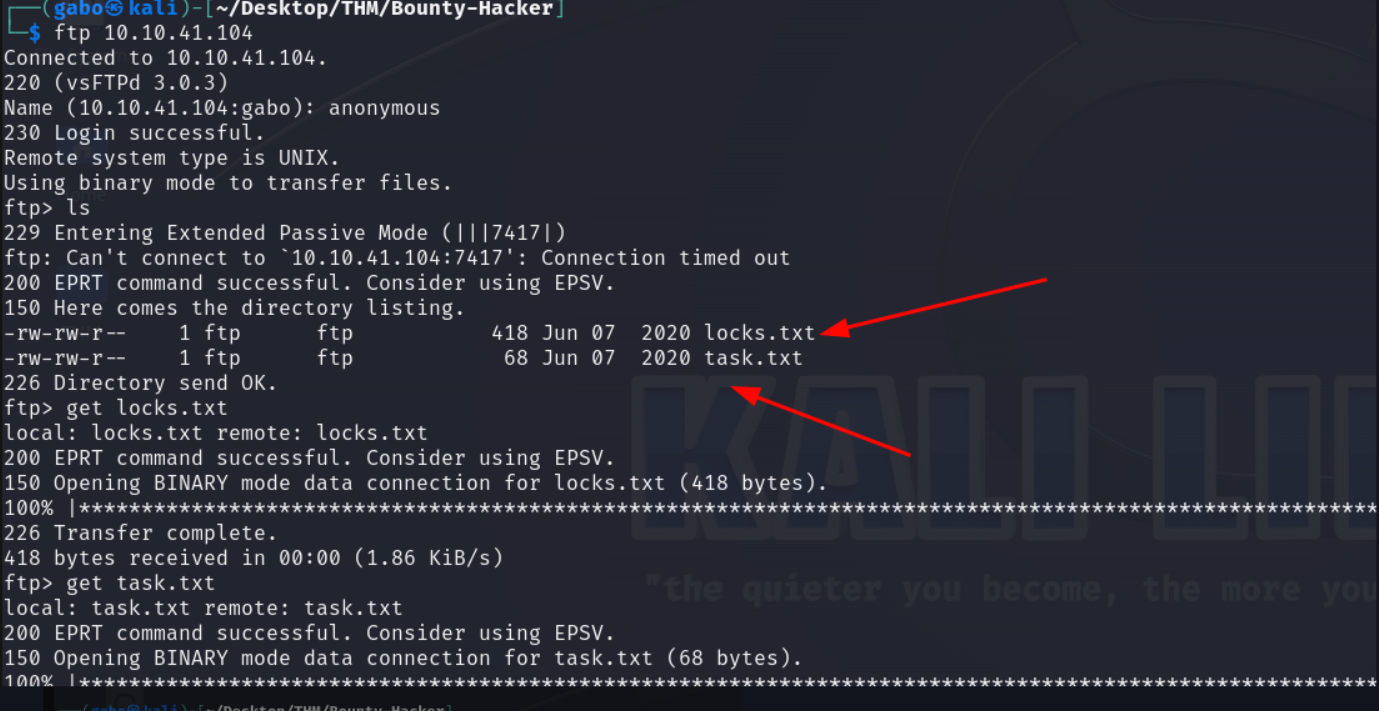 ┌──(gabo㉿kali)-[~/Desktop/THM/Bounty-Hacker]
└─$ ftp 10.10.41.104
Connected to 10.10.41.104.
220 (vsFTPd 3.0.3)
Name (10.10.41.104:gabo): anonymous
230 Login successful.
Remote system type is UNIX.
Using binary mode to transfer files.
ftp> ls
229 Entering Extended Passive Mode (|||7417|)
ftp: Can't connect to `10.10.41.104:7417': Connection timed out
200 EPRT command successful. Consider using EPSV.
150 Here comes the directory listing.
-rw-rw-r--    1 ftp      ftp           418 Jun 07  2020 locks.txt
-rw-rw-r--    1 ftp      ftp            68 Jun 07  2020 task.txt
226 Directory send OK.
ftp> get locks.txt
local: locks.txt remote: locks.txt
200 EPRT command successful. Consider using EPSV.
150 Opening BINARY mode data connection for locks.txt (418 bytes).
100% |*********************************************************************************************************
226 Transfer complete.
418 bytes received in 00:00 (1.86 KiB/s)
ftp> get task.txt
local: task.txt remote: task.txt
200 EPRT command successful. Consider using EPSV.
150 Opening BINARY mode data connection for task.txt (68 bytes).
100% |*********************************************************************************************************
KALI LI
"the quieter you become, the more you
┌──(gabo㉿kali)-[~/Desktop/THM/Bounty-Hacker]